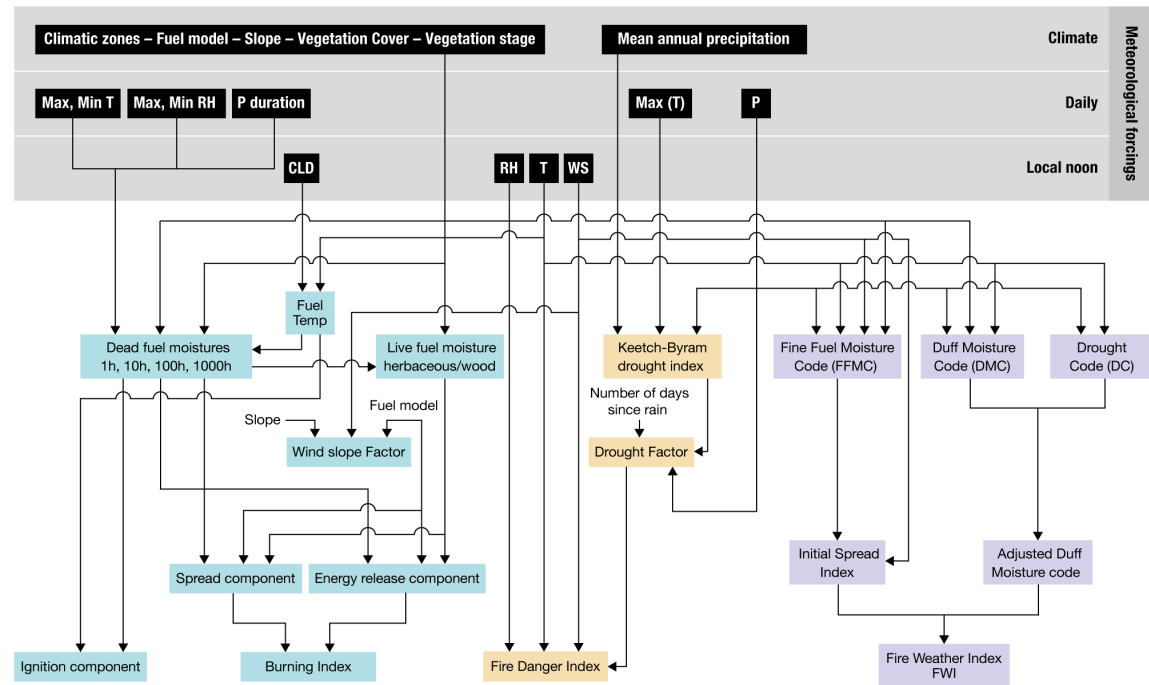 Climatic zones – Fuel model – Slope – Vegetation Cover – Vegetation stage
Mean annual precipitation
Climate
Meteorological forcings
Max, Min T
Max, Min RH
P duration
Max (T)
P
Daily
CLD
RH
T
WS
Local noon
Fuel
Temp
Dead fuel moistures
1h, 10h, 100h, 1000h
Live fuel moisture
herbaceous/wood
Keetch-Byram
drought index
Fine Fuel Moisture
Code (FFMC)
Duff Moisture
Code (DMC)
Drought
Code (DC)
Slope
Fuel model
Number of days
since rain
Wind slope Factor
Drought Factor
Spread component
Energy release component
Initial Spread
Index
Adjusted Duff
Moisture code
Ignition component
Burning Index
Fire Danger Index
Fire Weather Index
FWI